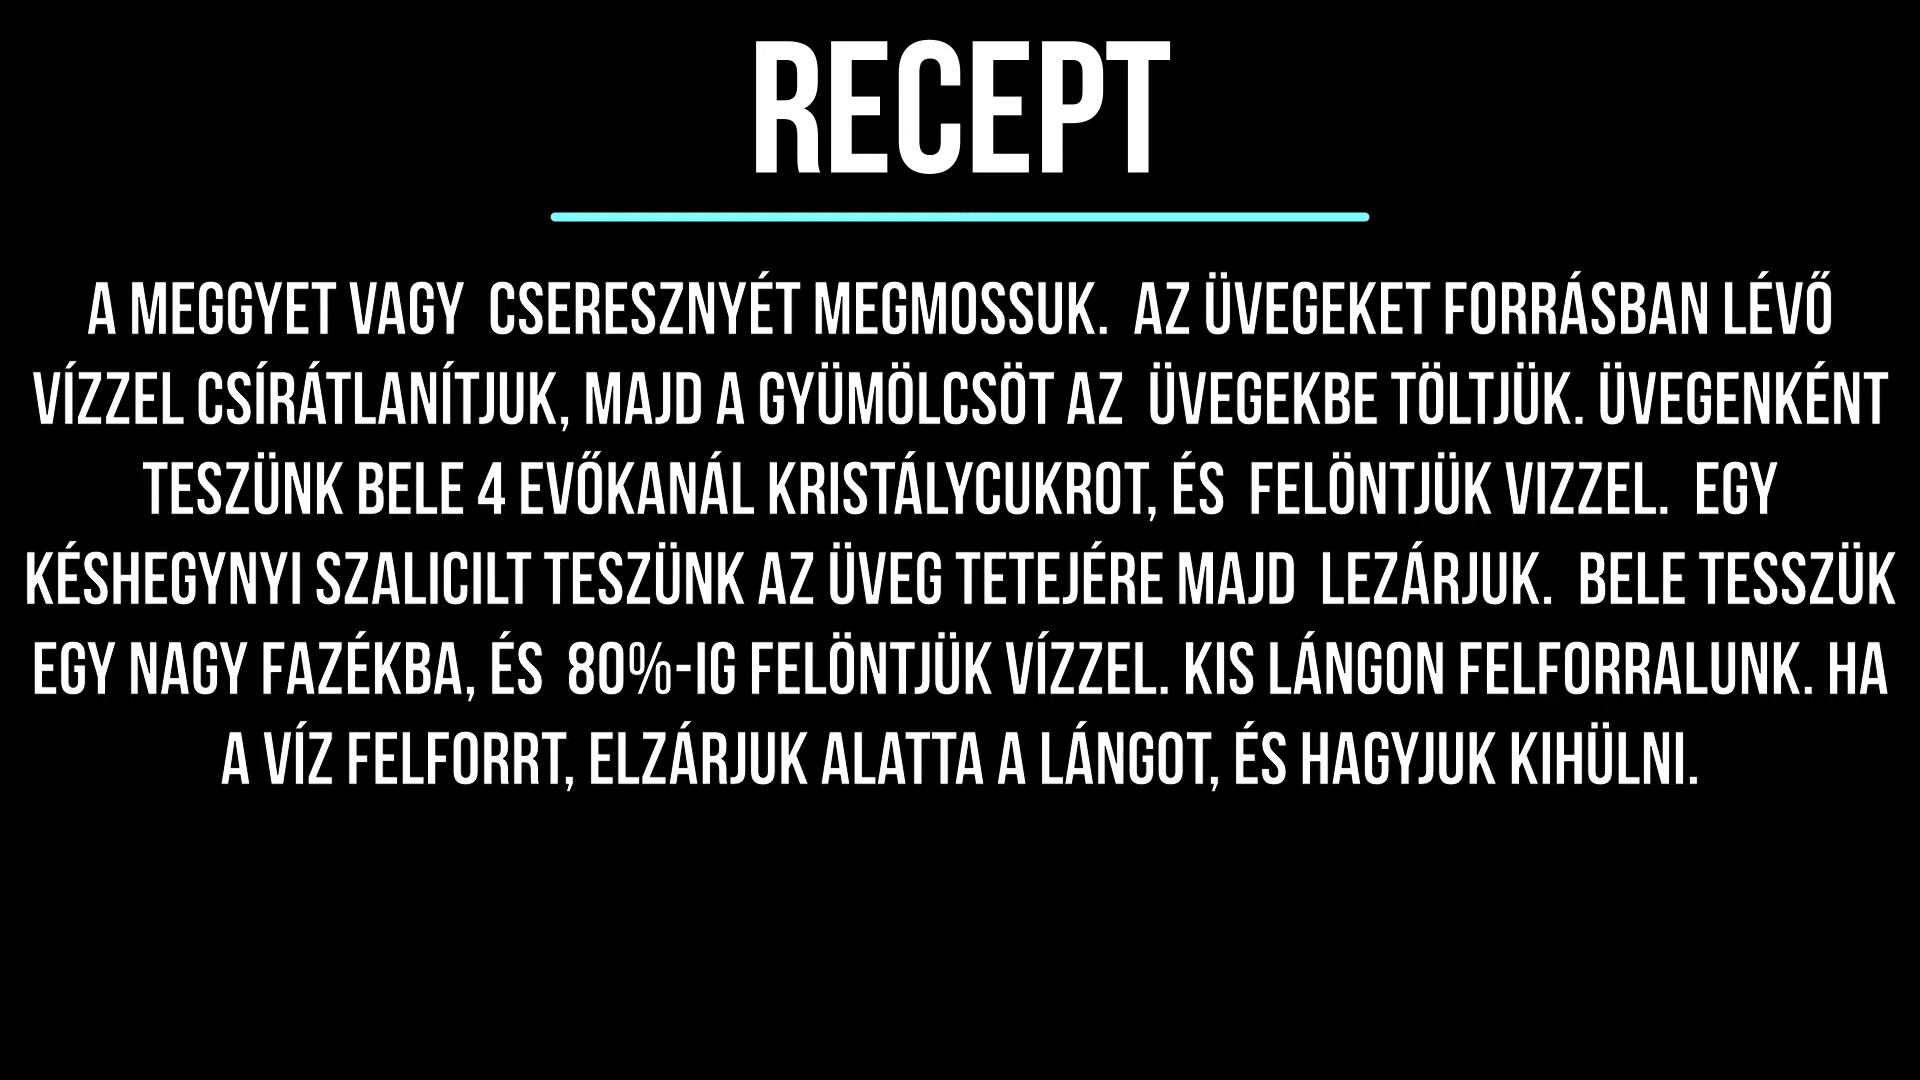 RECEPT
A MEGGYET VAGY CSERESZNYÉT MEGMOSSUK. AZ ÜVEGEKET FORRÁSBAN LÉVŐ
VÍZZEL CSÍRÁTLANÍTJUK, MAJD A GYÜMÖLCSÖT AZ ÜVEGEKBE TÖLTJÜK. ÜVEGENKÉNT
TESZÜNK BELE 4 EVŐKANÁL KRISTÁLYCUKROT, ÉS FELÖNTJÜK VIZZEL. EGY
KÉSHEGYNYI SZALICILT TESZÜNK AZ ÜVEG TETEJÉRE MAJD LEZÁRJUK. BELE TESSZÜK
EGY NAGY FAZÉKBA, ÉS 80%-IG FELÖNTJÜK VÍZZEL. KIS LÁNGON FELFORRALUNK. HA
A VÍZ FELFORRT, ELZÁRJUK ALATTA A LÁNGOT, ÉS HAGYJUK KIHÜLNI.